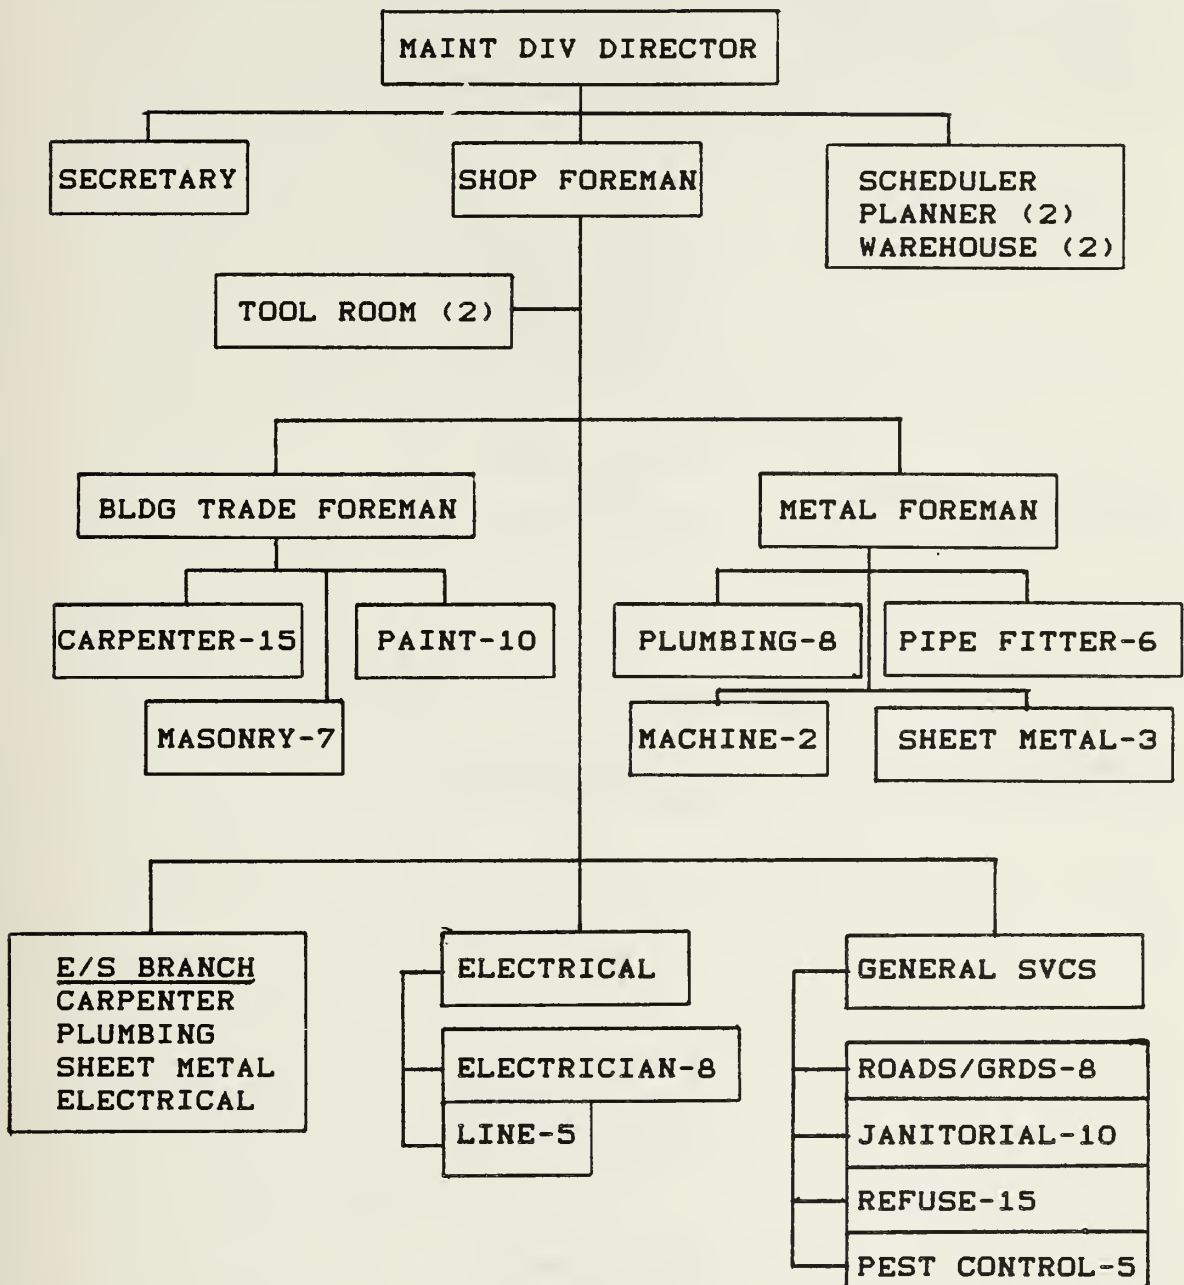 MAINT DIV DIRECTOR
SECRETARY
SHOP FOREMAN
SCHEDULER
PLANNER (2)
WAREHOUSE (2)
TOOL ROOM (2)
BLDG TRADE FOREMAN
METAL FOREMAN
CARPENTER-15
PAINT-10
MASONRY-7
PLUMBING-8
PIPE FITTER-6
MACHINE-2
SHEET METAL-3
E/S BRANCH
CARPENTER
PLUMBING
SHEET METAL
ELECTRICAL
ELECTRICAL
ELECTRICIAN-8
LINE-5
GENERAL SVCS
ROADS/GRDS-8
JANITORIAL-10
REFUSE-15
PEST CONTROL-5